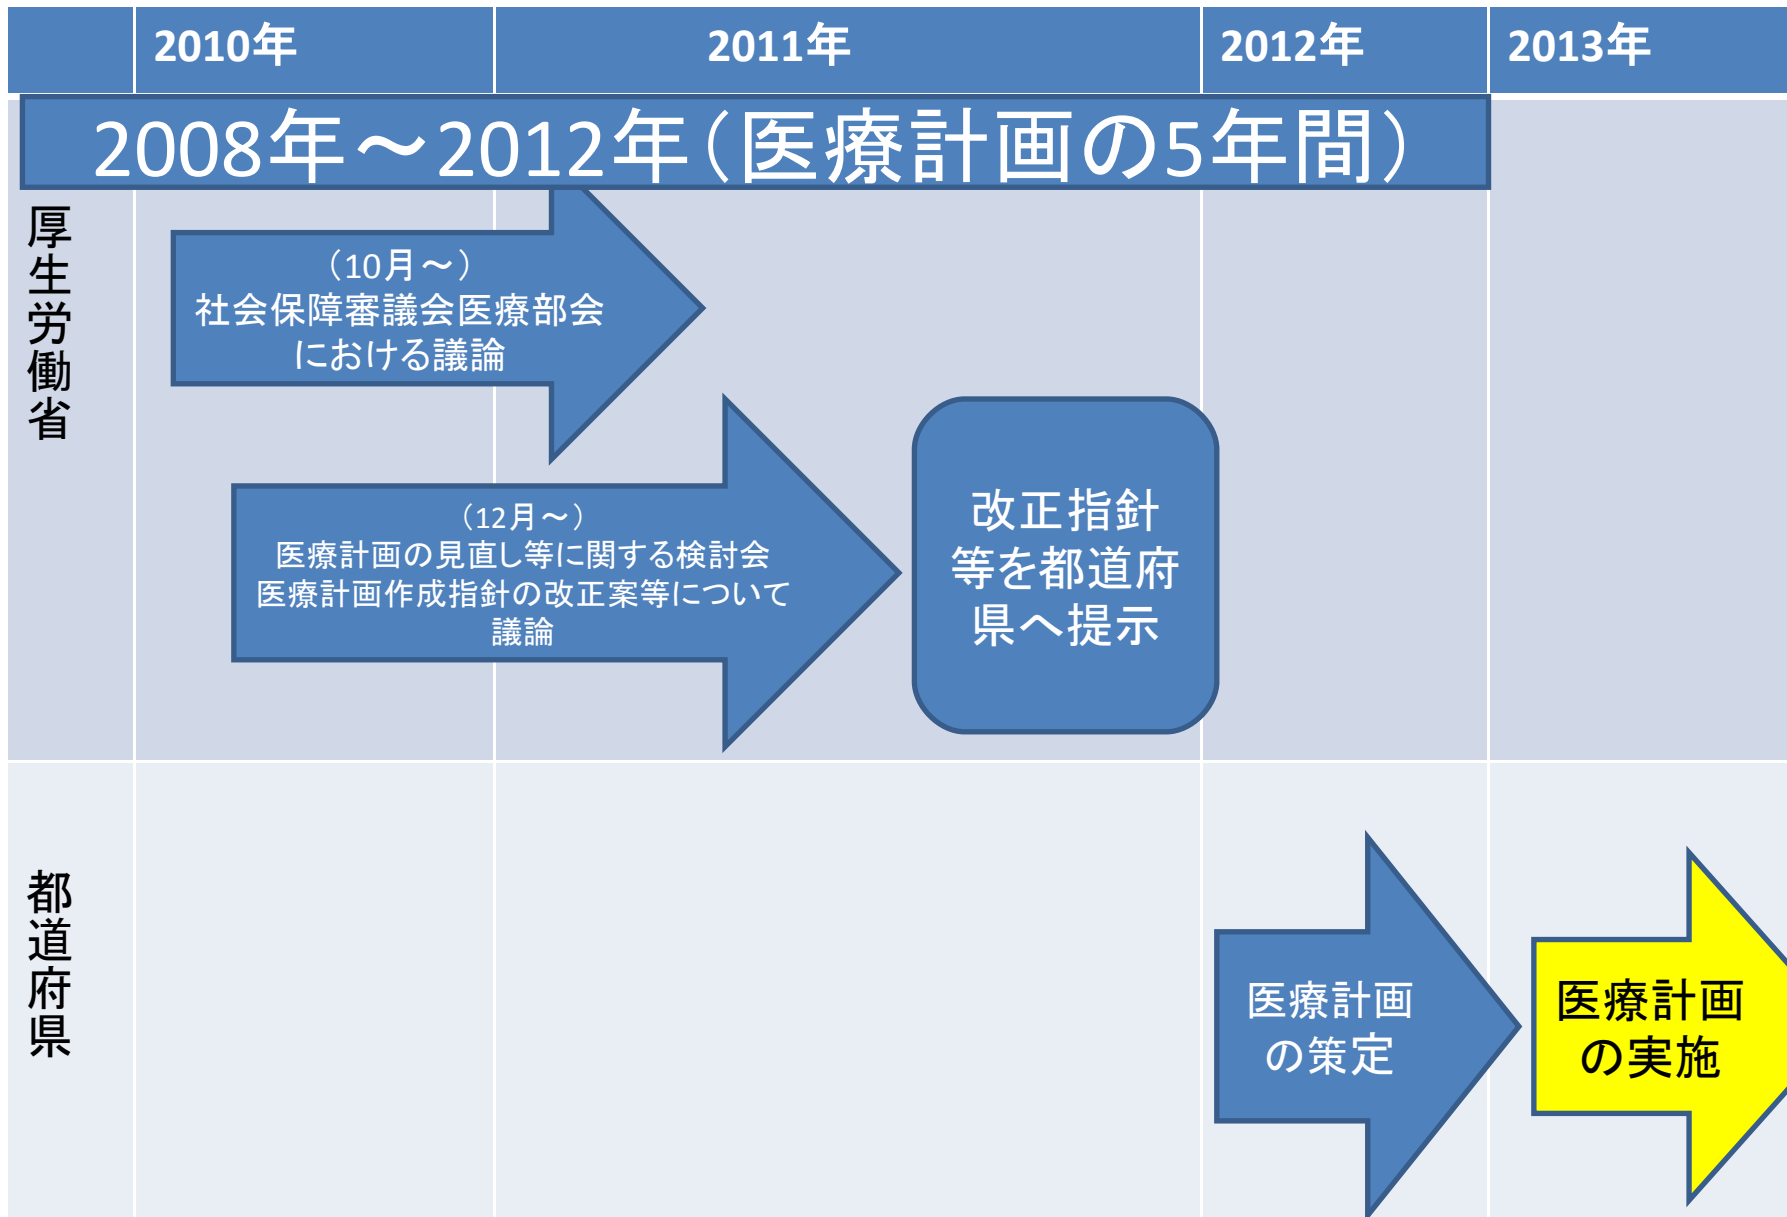 2010年
2011年
2012年
2013年
2008年～2012年（医療計画の5年間）
厚生労働省
（10月～）
社会保障審議会医療部会
における議論
（12月～）
医療計画の見直し等に関する検討会
医療計画作成指針の改正案等について
議論
改正指針
等を都道府
県へ提示
都道府県
医療計画
の策定
医療計画
の実施